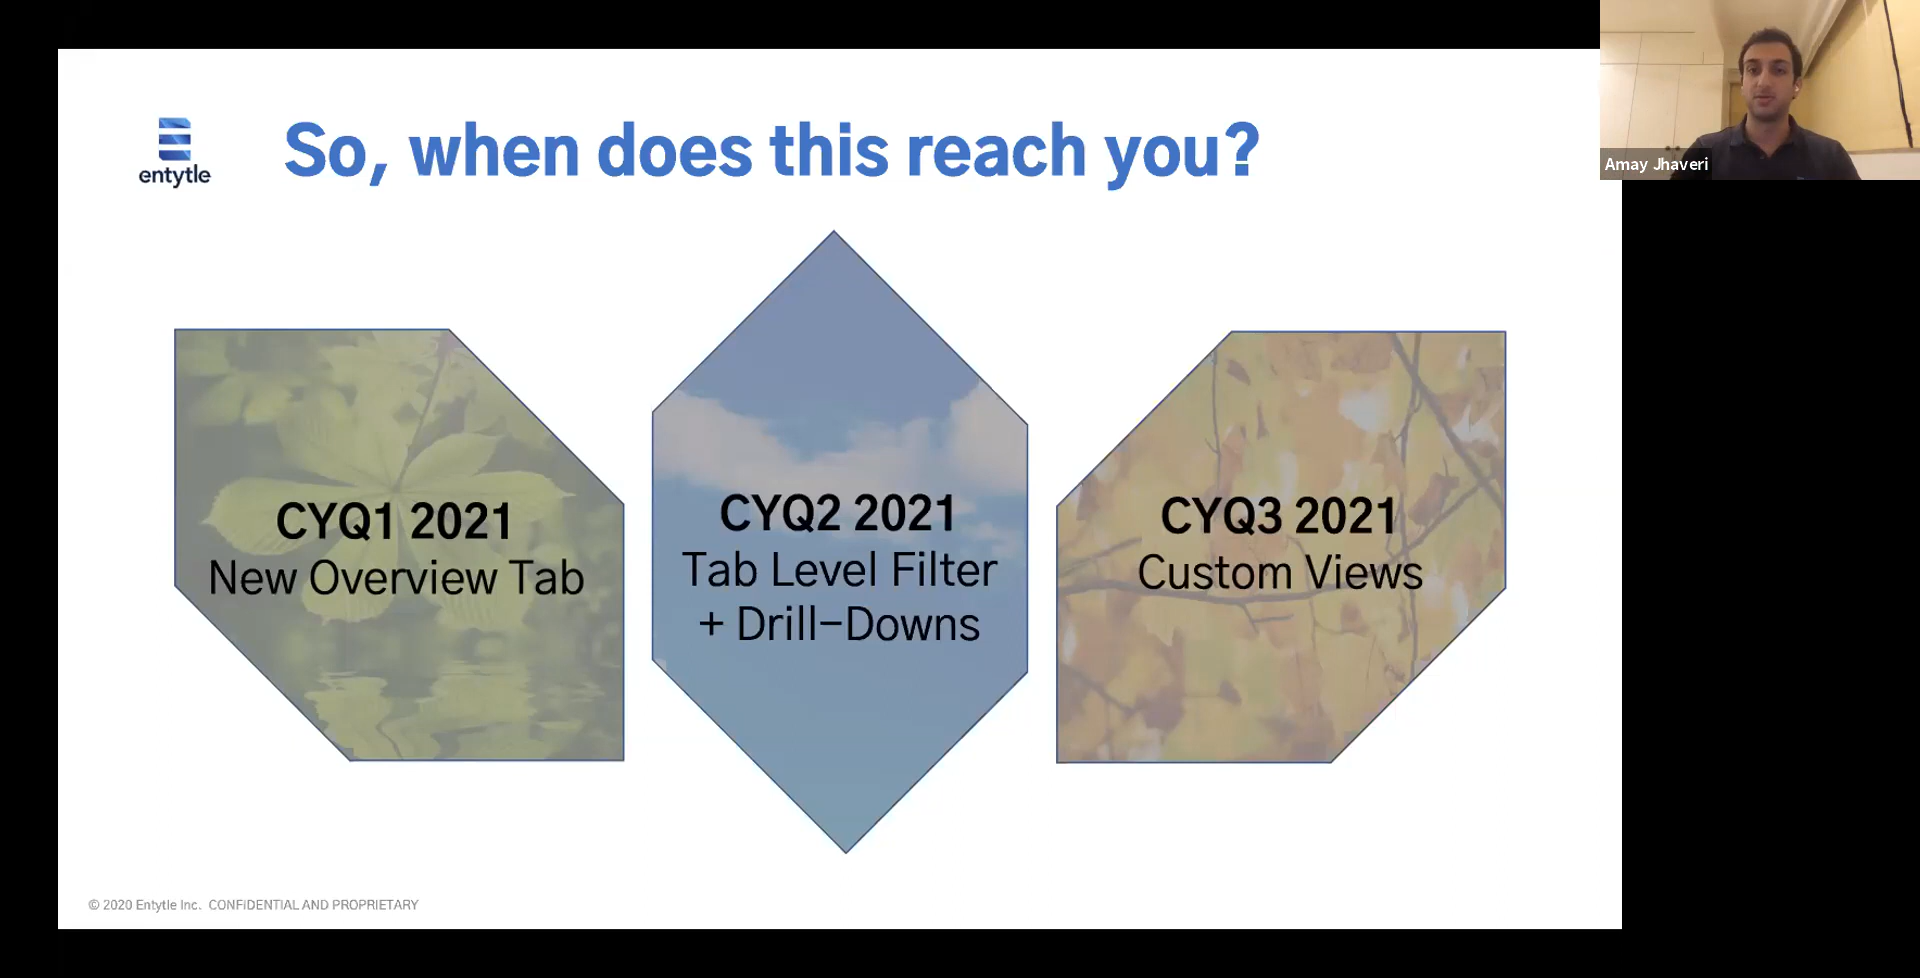 entytle
So, when does this reach you?
CYQ1 2021
New Overview Tab
CYQ2 2021
Tab Level Filter
+ Drill-Downs
CYQ3 2021
Custom Views
© 2020 Entytle Inc. CONFIDENTIAL AND PROPRIETARY
Amay Jhaveri